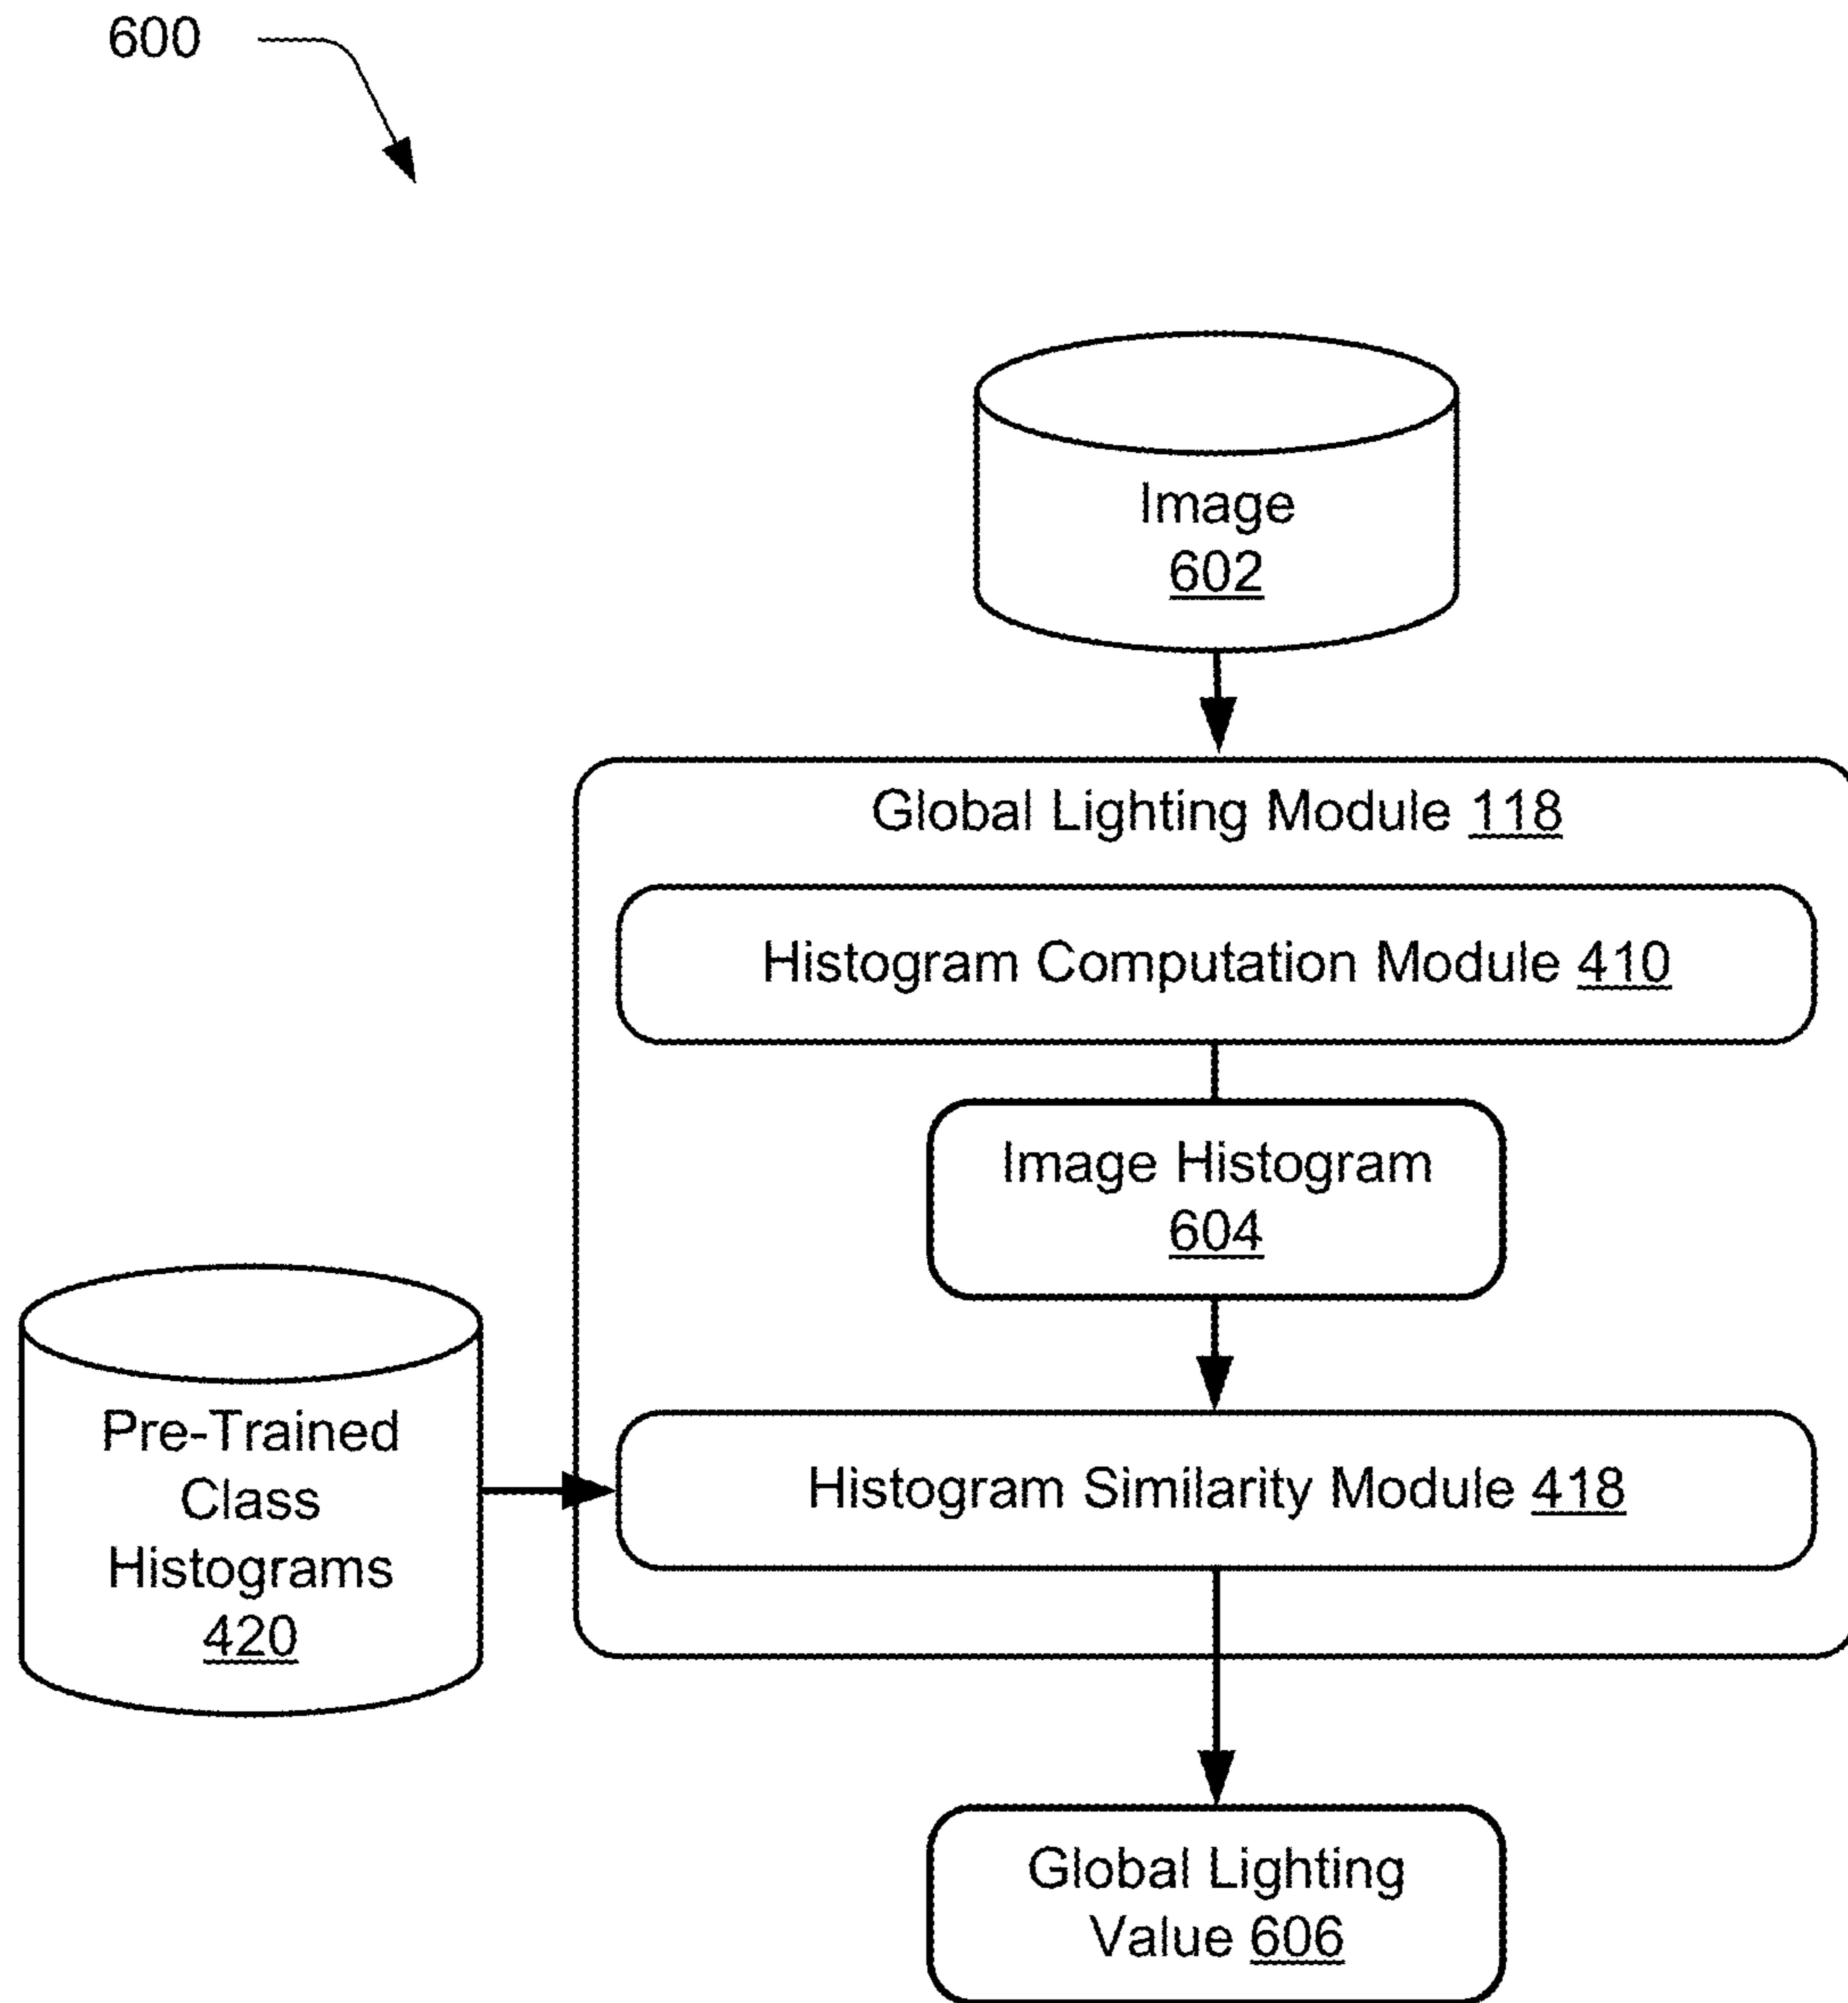 600
Image
602
Global Lighting Module 118
Histogram Computation Module 410
Image Histogram
604
Pre-Trained
Class
Histograms
420
Histogram Similarity Module 418
Global Lighting
Value 606